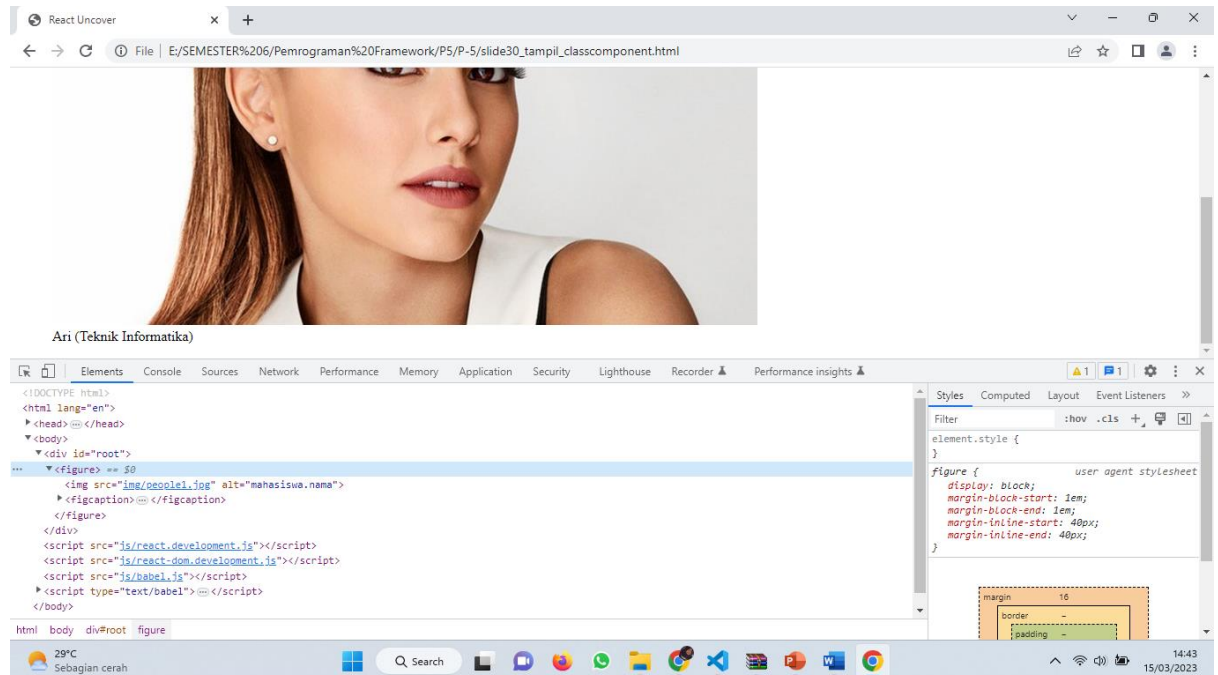 React Uncover
File | E:/SEMESTER%206/Pemrograman%20Framework/P5/P-5/slide30_tampil_classcomponent.html
Ari (Teknik Informatika)
Elements Console Sources Network Performance Memory Application Security Lighthouse Recorder Performance insights 1 1
<!DOCTYPE html>
<html lang="en">
<head> </head>
<body>
<div id="root">
<figure> == $0
<img src="img/people1.jpg" alt="mahasiswa.nama">
<figcaption> </figcaption>
</figure>
</div>
<script src="js/react.development.js"></script>
<script src="js/react-dom.development.js"></script>
<script src="js/babel.js"></script>
<script type="text/babel"> </script>
</body>
html body div#root figure
Styles Computed Layout Event Listeners
Filter :hov .cls
element.style {
}
figure { user agent stylesheet
display: block;
margin-block-start: 1em;
margin-block-end: 1em;
margin-inline-start: 40px;
margin-inline-end: 40px;
}
margin 16
border -
padding -
29°C
Sebagian cerah
Search
14:43
15/03/2023